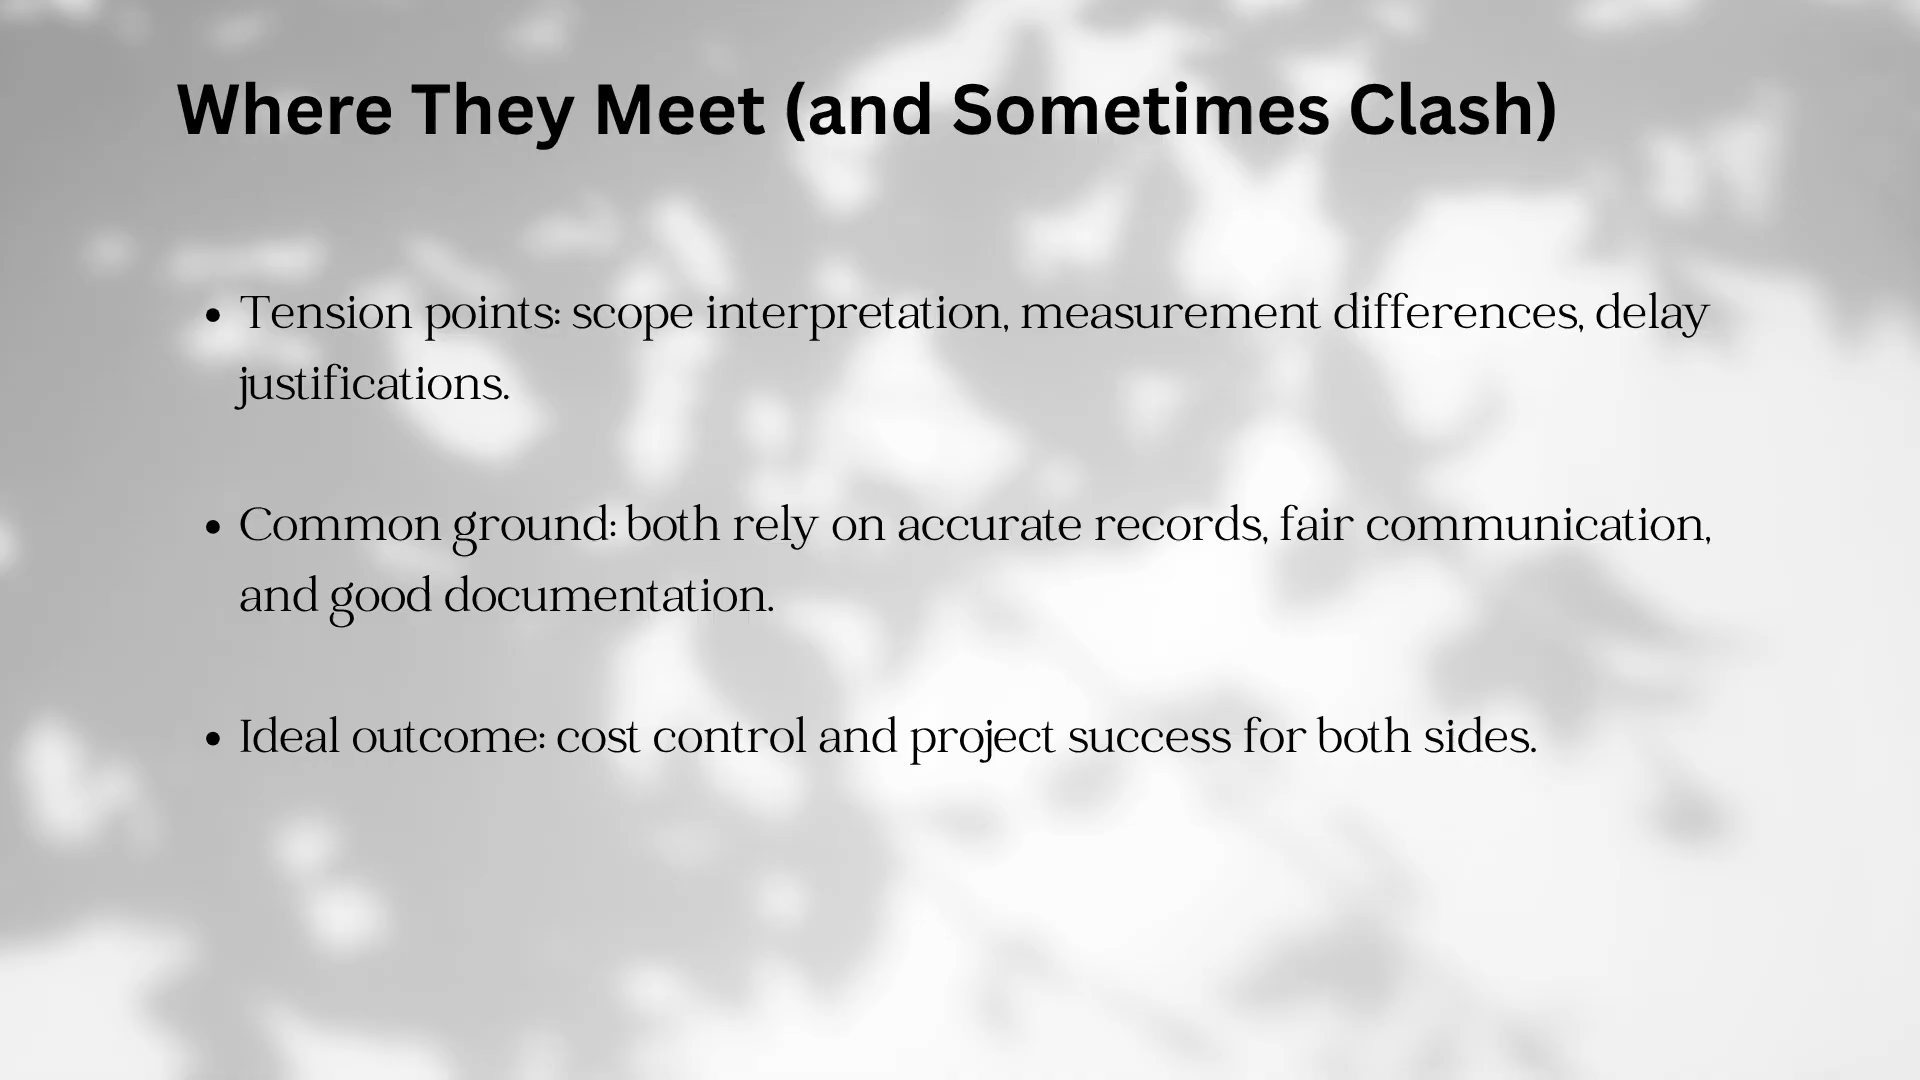 Where They Meet (and Sometimes Clash)
• Tension points: scope interpretation, measurement differences, delay
justifications.
• Common ground: both rely on accurate records, fair communication,
and good documentation.
• Ideal outcome: cost control and project success for both sides.